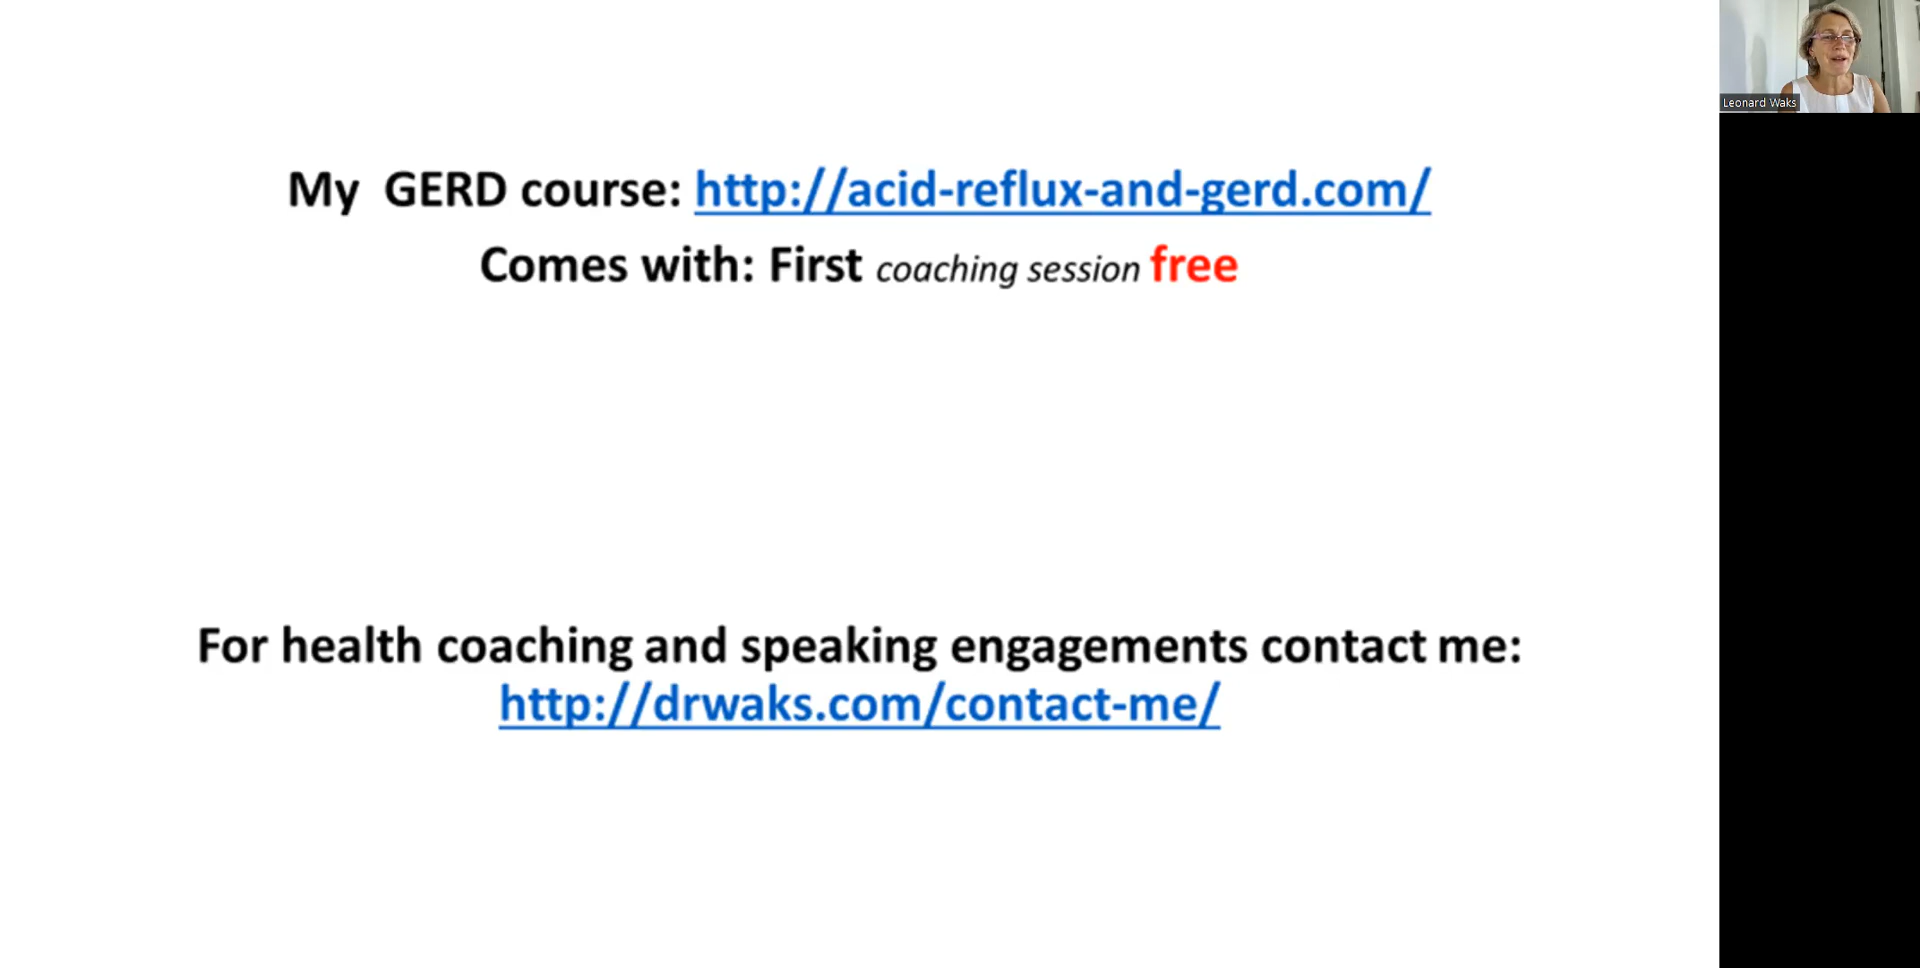 Leonard Waks
My  GERD course: http://acid-reflux-and-gerd.com/
Comes with: First coaching session free
For health coaching and speaking engagements contact me:
http://drwaks.com/contact-me/